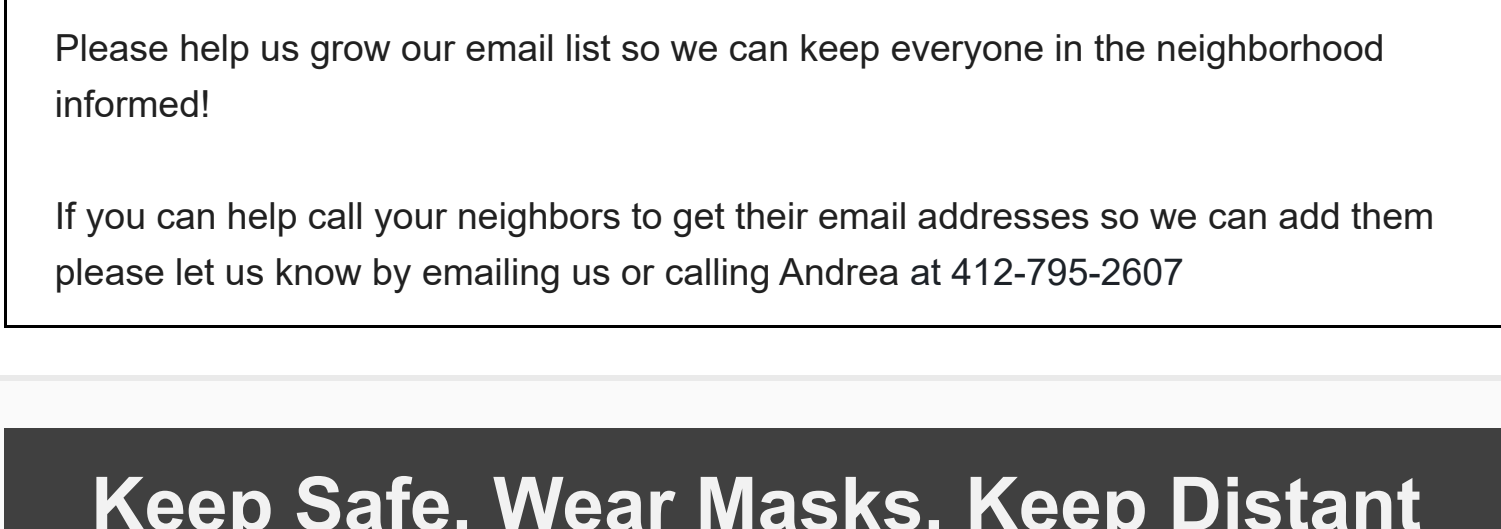 Please help us grow our email list so we can keep everyone in the neighborhood
informed!
If you can help call your neighbors to get their email addresses so we can add them
please let us know by emailing us or calling Andrea at 412-795-2607
Keep Safe. Wear Masks. Keep Distant